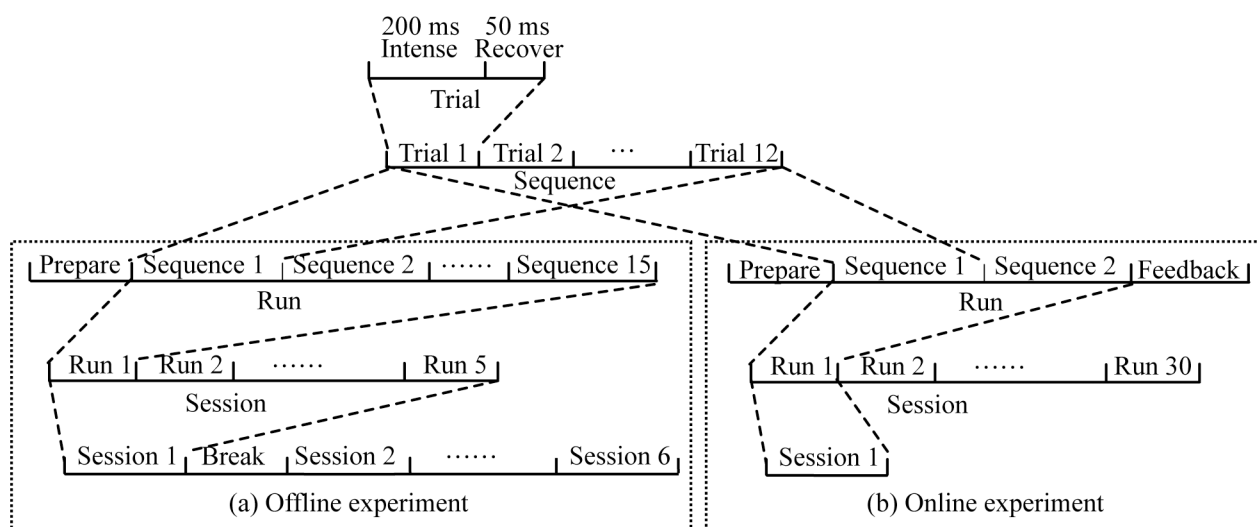 200 ms 50 ms
Intense Recover
Trial
Trial 1 Trial 2 ··· Trial 12
Sequence
Prepare Sequence 1 Sequence 2 ······ Sequence 15
Run
Run 1 Run 2 ······ Run 5
Session
Session 1 Break Session 2 ······ Session 6
(a) Offline experiment
Prepare Sequence 1 Sequence 2 Feedback
Run
Run 1 Run 2 ······ Run 30
Session
Session 1
(b) Online experiment